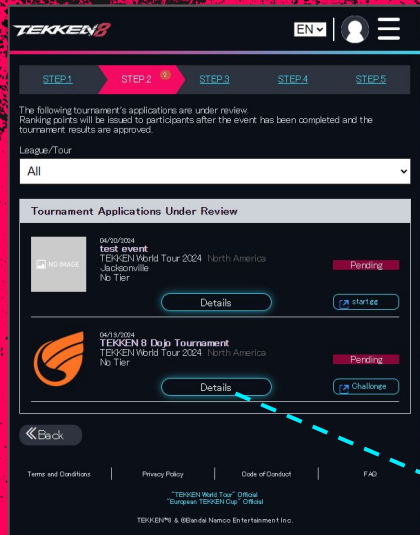 TEKKEN8
EN
STEP.1 STEP.2 2 STEP.3 STEP.4 STEP.5
The following tournament's applications are under review.
Ranking points will be issued to participants after the event has been completed and the
tournament results are approved.
League/Tour
All
Tournament Applications Under Review
NO IMAGE
04/20/2024
test event
TEKKEN World Tour 2024 North America
Jacksonville
No Tier
Pending
Details
start.gg
04/19/2024
TEKKEN 8 Dojo Tournament
TEKKEN World Tour 2024 North America
No Tier
Pending
Details
Challonge
Back
Terms and Conditions
Privacy Policy
Code of Conduct
FAQ
"TEKKEN World Tour" Official
"European TEKKEN Cup" Official
TEKKEN™8 & ©Bandai Namco Entertainment Inc.